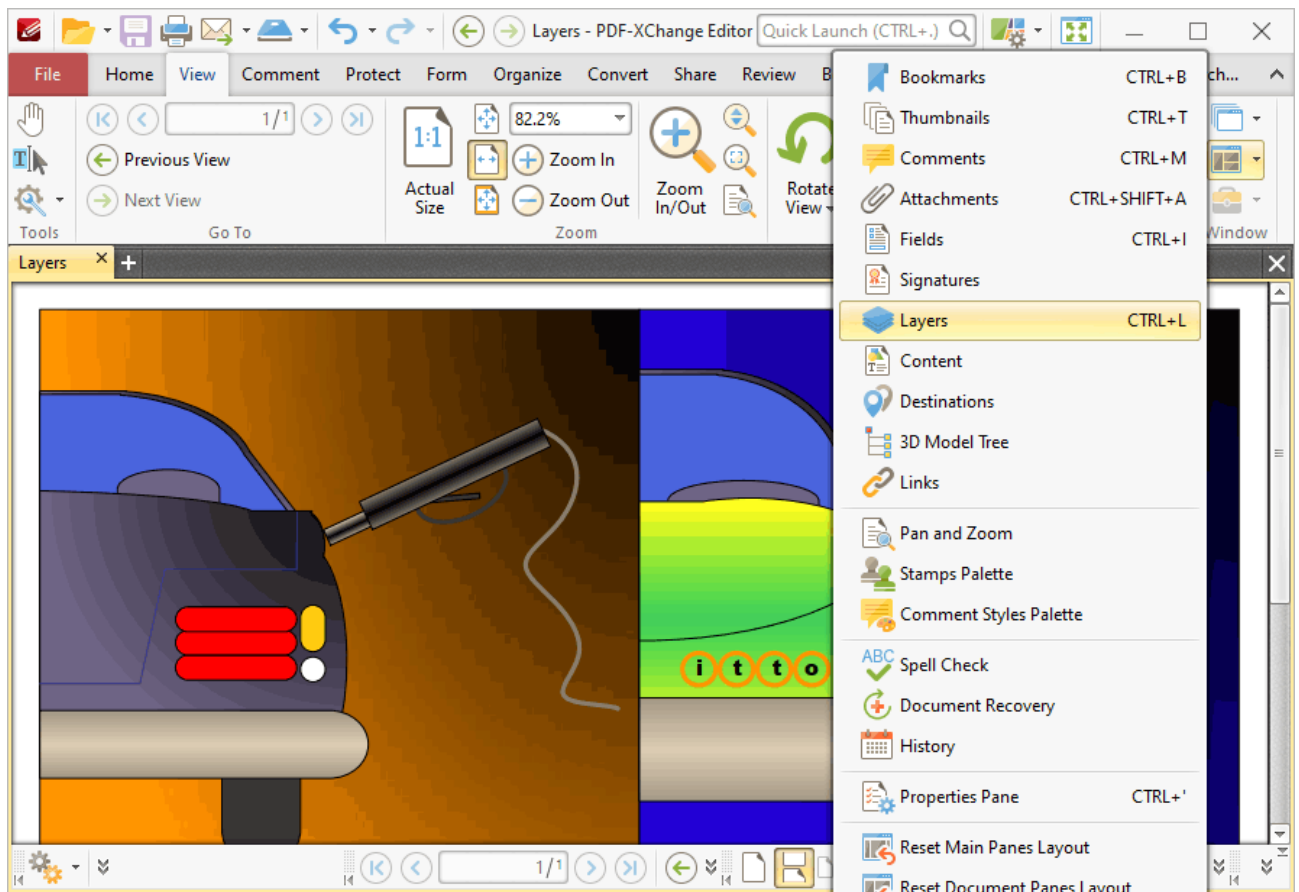 Layers - PDF-XChange Editor
Quick Launch (CTRL+.)
File Home View Comment Protect Form Organize Convert Share Review B ch...
1/1
Previous View
Next View
Tools
Go To
1:1
Actual
Size
82.2%
Zoom In
Zoom Out
Zoom
In/Out
Zoom
Rotate
View
Window
Layers
i t t o
1/1
Bookmarks CTRL+B
Thumbnails CTRL+T
Comments CTRL+M
Attachments CTRL+SHIFT+A
Fields CTRL+I
Signatures
Layers CTRL+L
Content
Destinations
3D Model Tree
Links
Pan and Zoom
Stamps Palette
Comment Styles Palette
ABC
Spell Check
Document Recovery
History
Properties Pane CTRL+'
Reset Main Panes Layout
Reset Document Panes Layout